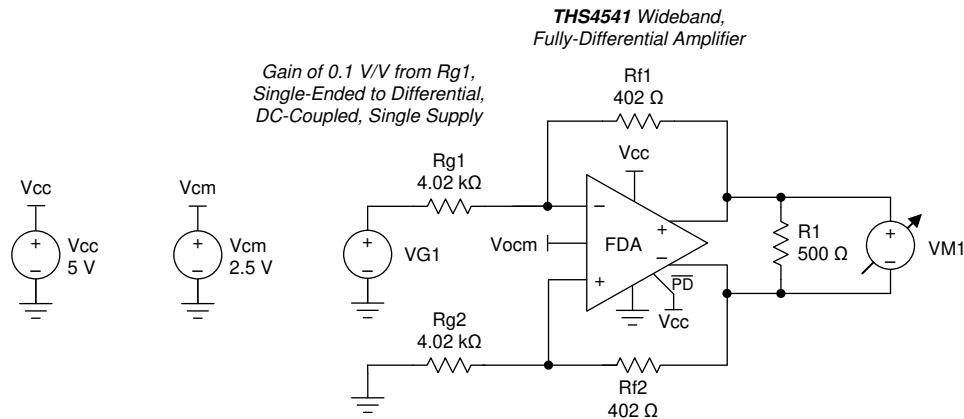 THS4541 Wideband,
Fully-Differential Amplifier
Gain of 0.1 V/V from Rg1,
Single-Ended to Differential,
DC-Coupled, Single Supply
Rf1
402 Ω
Vcc
Rg1
4.02 kΩ
Vcc
Vcm
+
−
Vcc
5 V
+
−
Vcm
2.5 V
+
−
VG1
Vocm
−
+
FDA
+
−
PD
Vcc
R1
500 Ω
+
−
VM1
Rg2
4.02 kΩ
Rf2
402 Ω